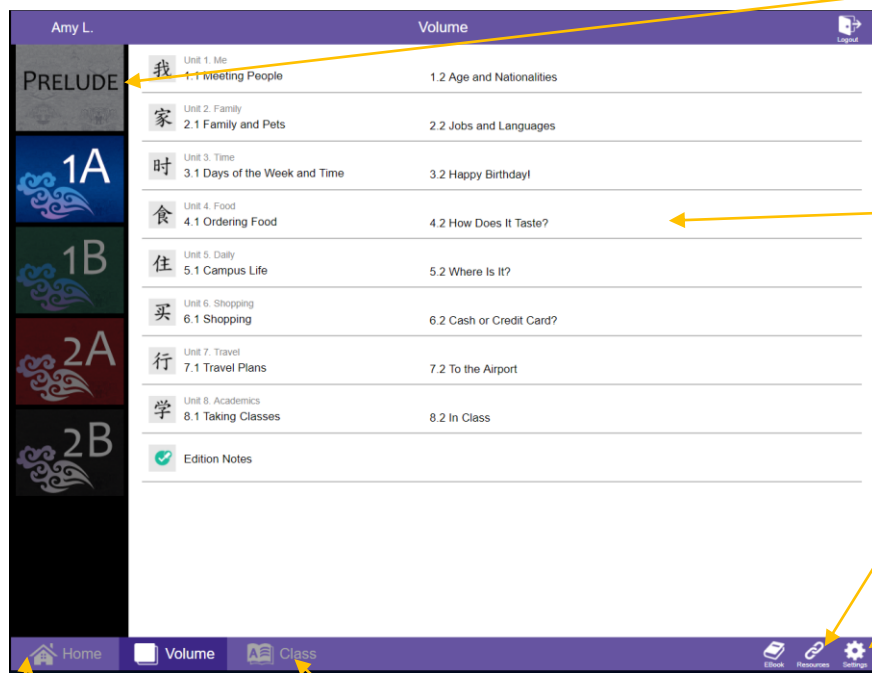 Amy L.
Volume
Logout
PRELUDE
1A
1B
2A
2B
我
Unit 1. Me
1.1 Meeting People
1.2 Age and Nationalities
家
Unit 2. Family
2.1 Family and Pets
2.2 Jobs and Languages
时
Unit 3. Time
3.1 Days of the Week and Time
3.2 Happy Birthday!
食
Unit 4. Food
4.1 Ordering Food
4.2 How Does It Taste?
住
Unit 5. Daily
5.1 Campus Life
5.2 Where Is It?
买
Unit 6. Shopping
6.1 Shopping
6.2 Cash or Credit Card?
行
Unit 7. Travel
7.1 Travel Plans
7.2 To the Airport
学
Unit 8. Academics
8.1 Taking Classes
8.2 In Class
Edition Notes
Home
Volume
A
Class
EBook
Resources
Settings